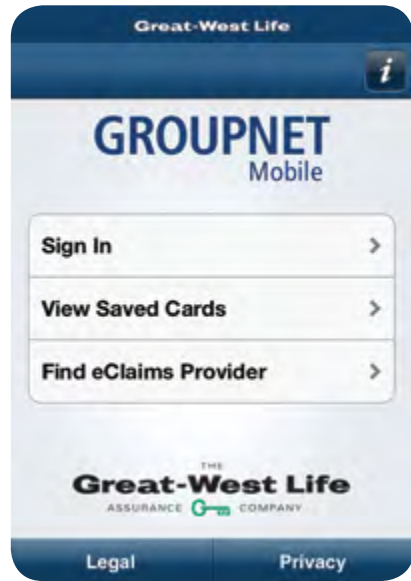 Great-West Life
i
GROUPNET
Mobile
Sign In
View Saved Cards
Find eClaims Provider
THE
Great-West Life
ASSURANCE COMPANY
Legal Privacy